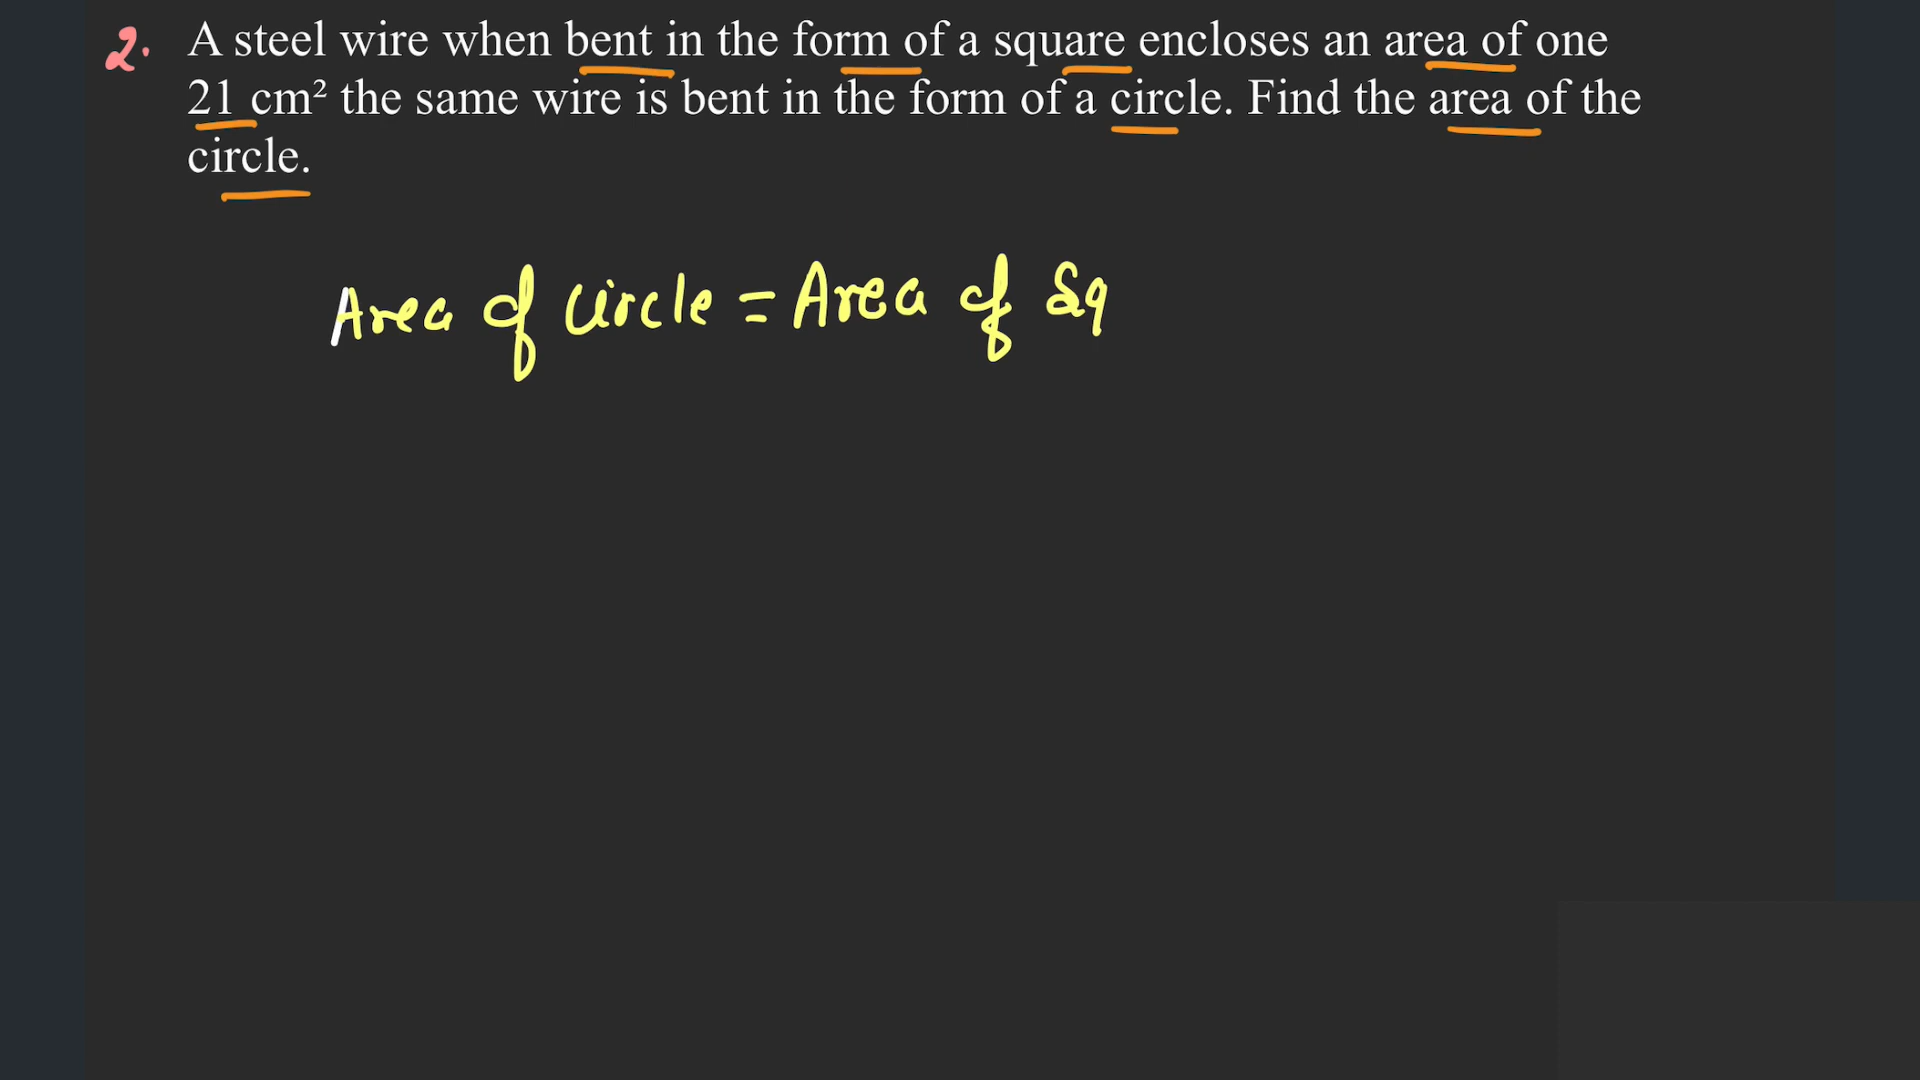 2. A steel wire when bent in the form of a square encloses an area of one
21 cm² the same wire is bent in the form of a circle. Find the area of the
circle.
Area of circle = Area of Sq